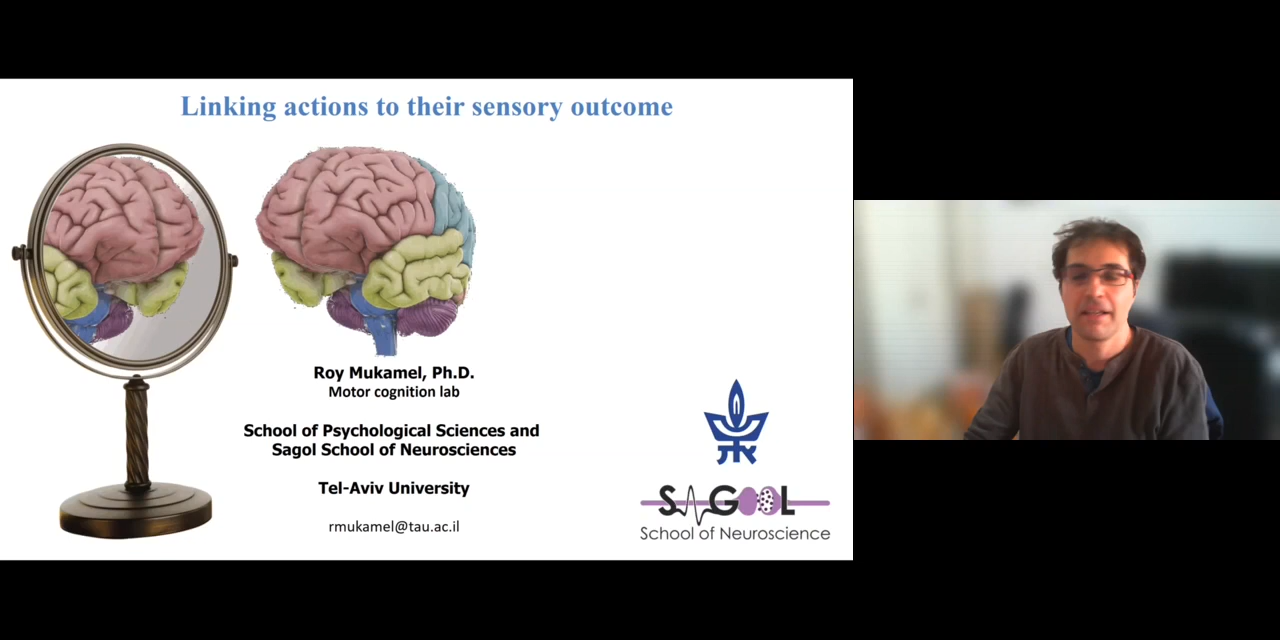 Linking actions to their sensory outcome
Roy Mukamel, Ph.D.
Motor cognition lab
School of Psychological Sciences and
Sagol School of Neurosciences
Tel-Aviv University
rmukamel@tau.ac.il
את
SAGOL
School of Neuroscience